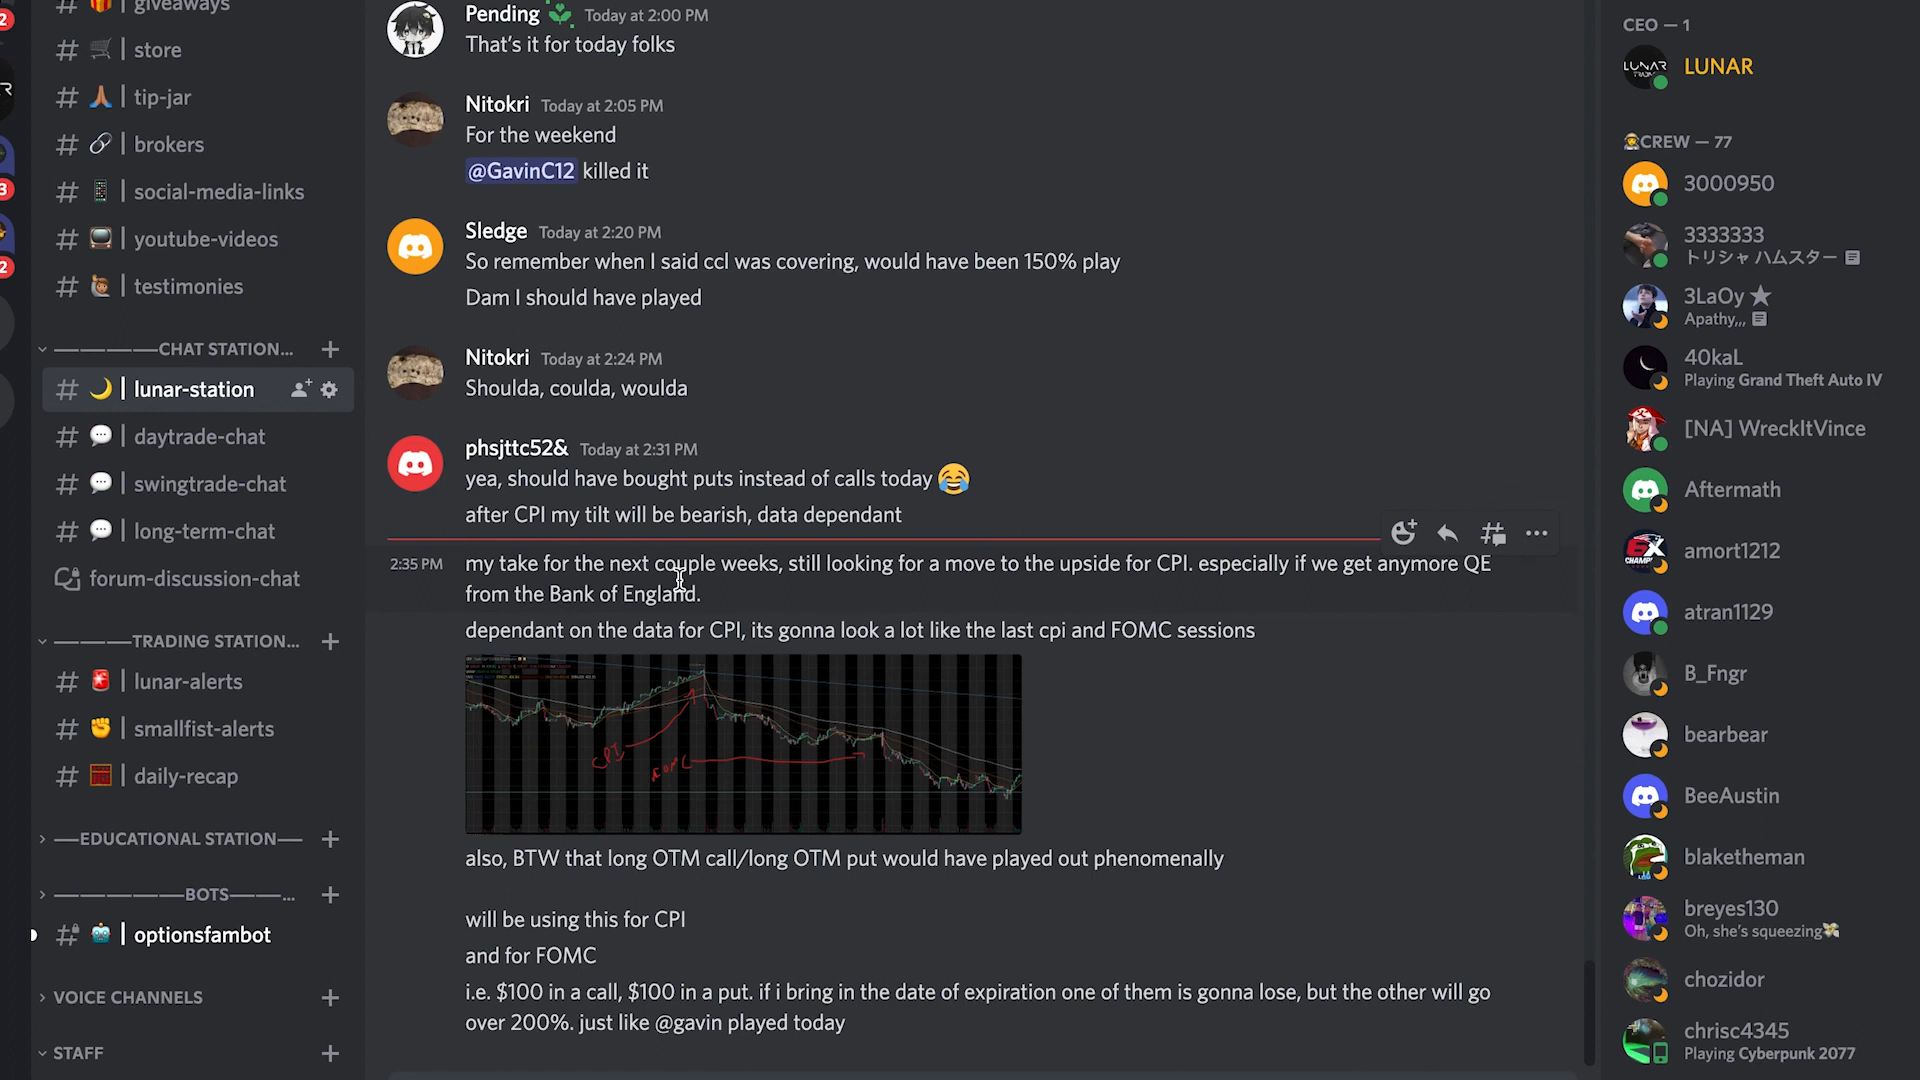 giveaways
# | store
# | tip-jar
# | brokers
# | social-media-links
# | youtube-videos
# | testimonies
—————CHAT STATION... +
# | lunar-station
# | daytrade-chat
# | swingtrade-chat
# | long-term-chat
forum-discussion-chat
————TRADING STATION... +
# | lunar-alerts
# | smallfist-alerts
# | daily-recap
—EDUCATIONAL STATION— +
——————BOTS——... +
# | optionsfambot
VOICE CHANNELS +
STAFF +
2
R
3
2
Pending Today at 2:00 PM
That's it for today folks
Nitokri Today at 2:05 PM
For the weekend
@GavinC12 killed it
Sledge Today at 2:20 PM
So remember when I said ccl was covering, would have been 150% play
Dam I should have played
Nitokri Today at 2:24 PM
Shoulda, coulda, woulda
phsjttc52& Today at 2:31 PM
yea, should have bought puts instead of calls today 😂
after CPI my tilt will be bearish, data dependant
2:35 PM my take for the next couple weeks, still looking for a move to the upside for CPI. especially if we get anymore QE
from the Bank of England.
dependant on the data for CPI, its gonna look a lot like the last cpi and FOMC sessions
CPI
FOMC
also, BTW that long OTM call/long OTM put would have played out phenomenally
will be using this for CPI
and for FOMC
i.e. $100 in a call, $100 in a put. if i bring in the date of expiration one of them is gonna lose, but the other will go
over 200%. just like @gavin played today
CEO — 1
LUNAR
LUNAR
CREW — 77
3000950
3333333
トリシャ ハムスター
3LaOy ★
Apathy,,,
40kaL
Playing Grand Theft Auto IV
[NA] WreckItVince
Aftermath
6X
CHAMP
amort1212
atran1129
B_Fngr
bearbear
BeeAustin
blaketheman
breyes130
Oh, she's squeezing
chozidor
chrisc4345
Playing Cyberpunk 2077